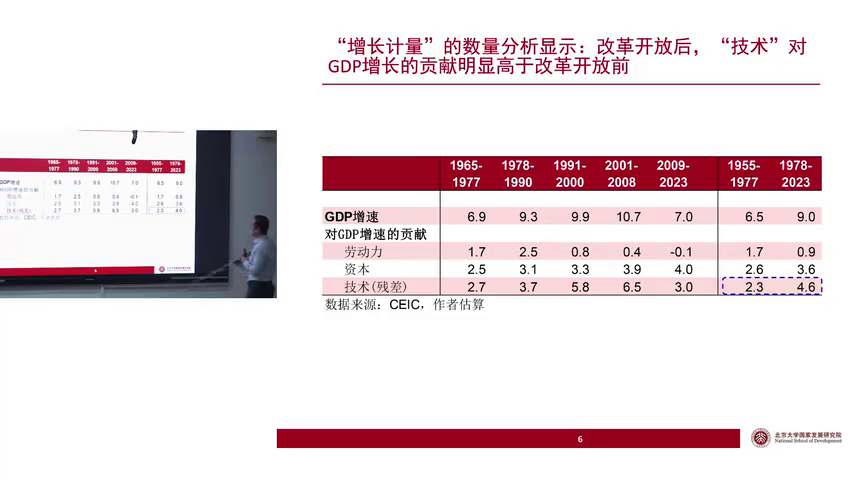 “增长计量”的数量分析显示：改革开放后，“技术”对
GDP增长的贡献明显高于改革开放前
1965-1977 1978-1990 1991-2000 2001-2008 2009-2023 1955-1977 1978-2023
GDP增速 6.9 9.3 9.9 10.7 7.0 6.5 9.0
对GDP增速的贡献
劳动力 1.7 2.5 0.8 0.4 -0.1 1.7 0.9
资本 2.5 3.1 3.3 3.9 4.0 2.6 3.6
技术(残差) 2.7 3.7 5.8 6.5 3.0 2.3 4.6
数据来源：CEIC，作者估算
6
北京大学国家发展研究院
National School of Development